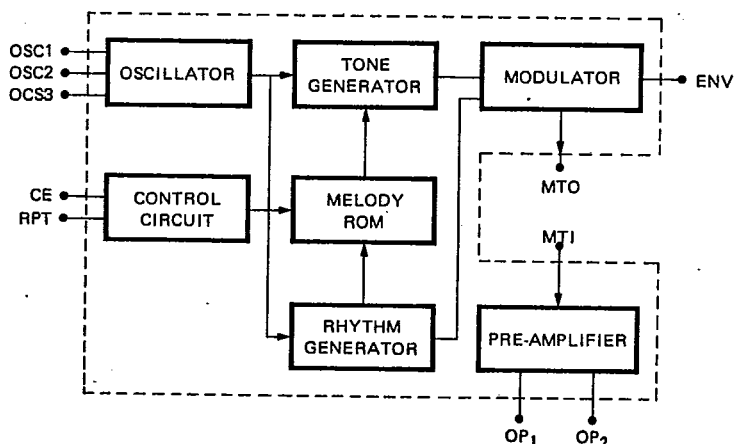 OSC1
OSC2
OCS3
OSCILLATOR
TONE
GENERATOR
MODULATOR
ENV
MTO
CE
RPT
CONTROL
CIRCUIT
MELODY
ROM
MTI
RHYTHM
GENERATOR
PRE-AMPLIFIER
OP1
OP2